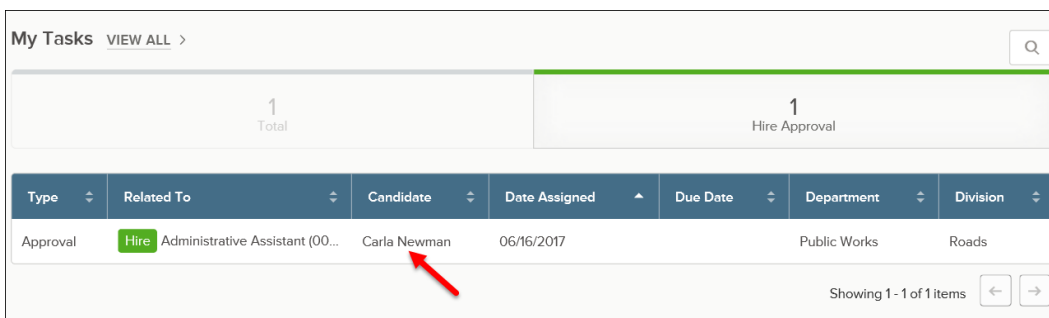 My Tasks VIEW ALL >
1
Total
1
Hire Approval
Type Related To Candidate Date Assigned Due Date Department Division
Approval Hire Administrative Assistant (00... Carla Newman 06/16/2017 Public Works Roads
Showing 1 - 1 of 1 items